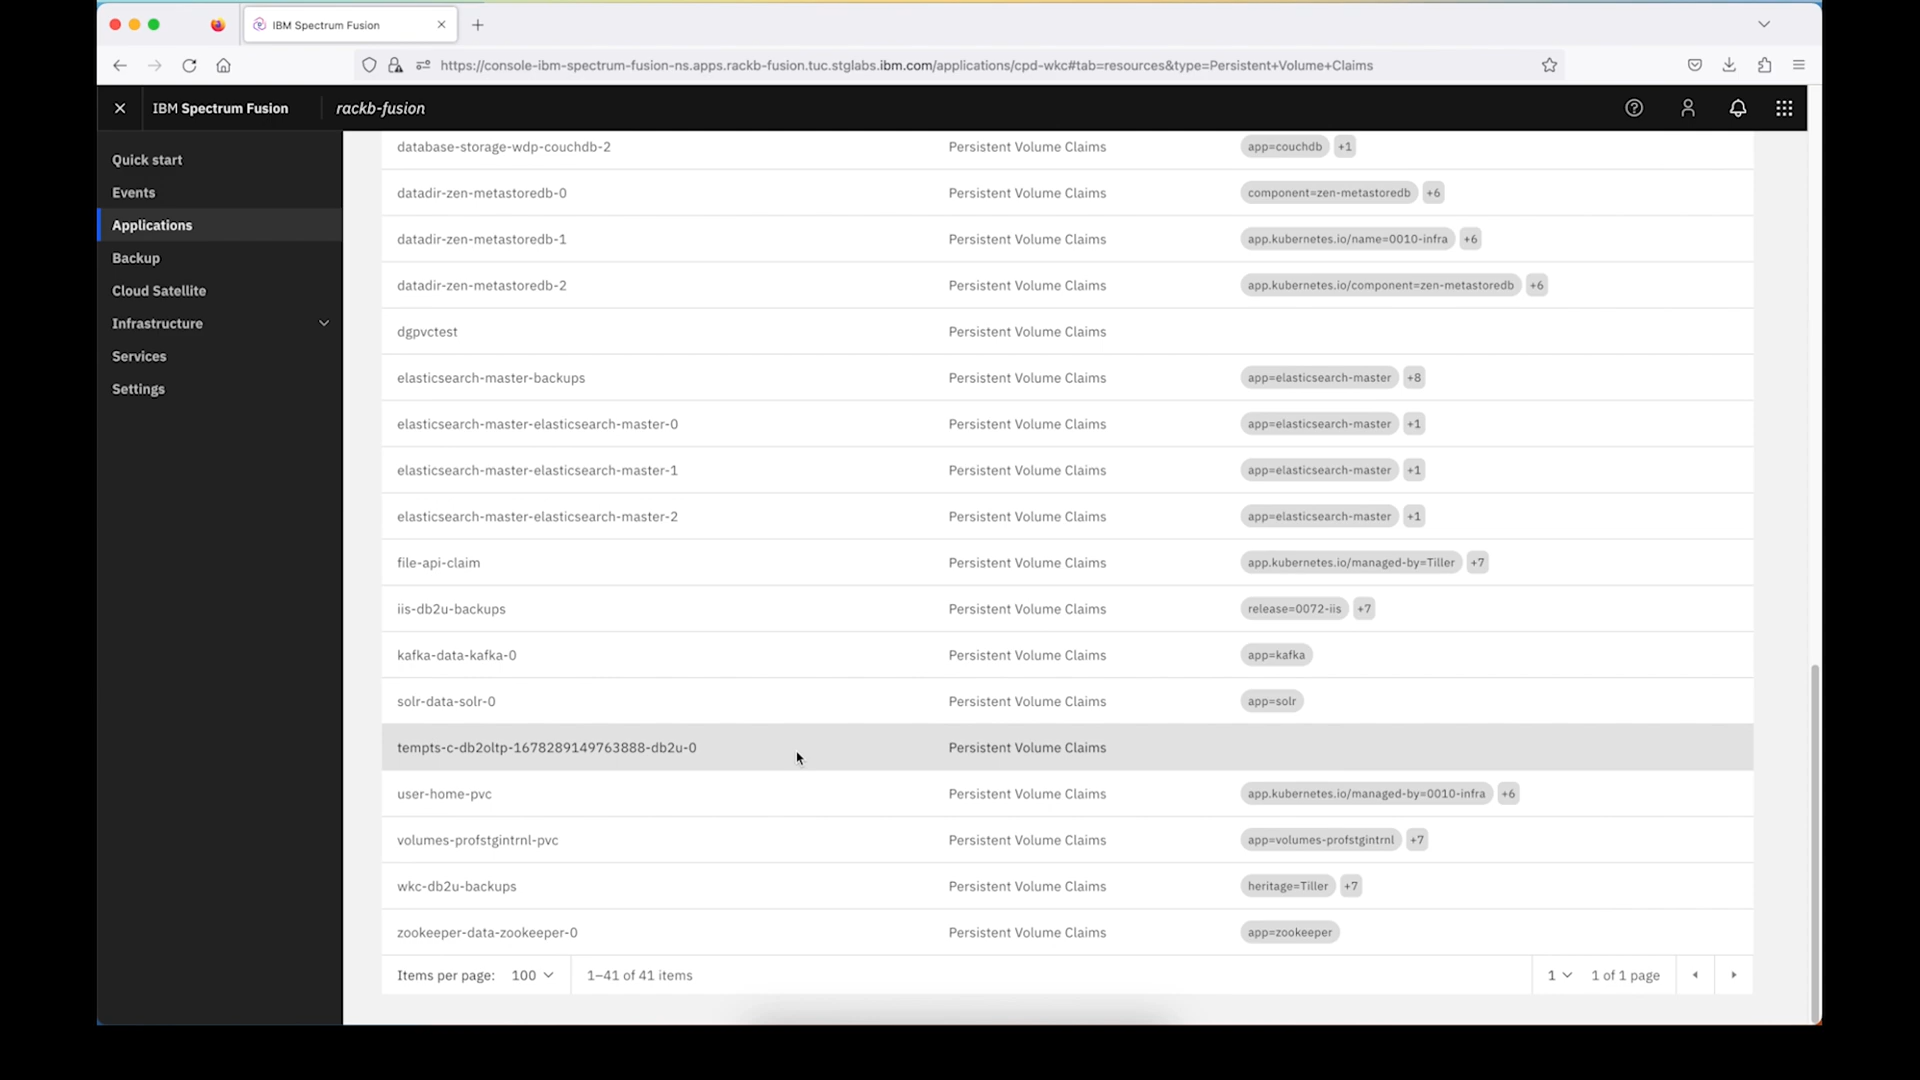 IBM Spectrum Fusion
https://console-ibm-spectrum-fusion-ns.apps.rackb-fusion.tuc.stglabs.ibm.com/applications/cpd-wkc#tab=resources&type=Persistent+Volume+Claims
IBM Spectrum Fusion rackb-fusion
Quick start
Events
Applications
Backup
Cloud Satellite
Infrastructure
Services
Settings
database-storage-wdp-couchdb-2 Persistent Volume Claims app=couchdb +1
datadir-zen-metastoredb-0 Persistent Volume Claims component=zen-metastoredb +6
datadir-zen-metastoredb-1 Persistent Volume Claims app.kubernetes.io/name=0010-infra +6
datadir-zen-metastoredb-2 Persistent Volume Claims app.kubernetes.io/component=zen-metastoredb +6
dgpvctest Persistent Volume Claims
elasticsearch-master-backups Persistent Volume Claims app=elasticsearch-master +8
elasticsearch-master-elasticsearch-master-0 Persistent Volume Claims app=elasticsearch-master +1
elasticsearch-master-elasticsearch-master-1 Persistent Volume Claims app=elasticsearch-master +1
elasticsearch-master-elasticsearch-master-2 Persistent Volume Claims app=elasticsearch-master +1
file-api-claim Persistent Volume Claims app.kubernetes.io/managed-by=Tiller +7
iis-db2u-backups Persistent Volume Claims release=0072-iis +7
kafka-data-kafka-0 Persistent Volume Claims app=kafka
solr-data-solr-0 Persistent Volume Claims app=solr
tempts-c-db2oltp-1678289149763888-db2u-0 Persistent Volume Claims
user-home-pvc Persistent Volume Claims app.kubernetes.io/managed-by=0010-infra +6
volumes-profstgintrnl-pvc Persistent Volume Claims app=volumes-profstgintrnl +7
wkc-db2u-backups Persistent Volume Claims heritage=Tiller +7
zookeeper-data-zookeeper-0 Persistent Volume Claims app=zookeeper
Items per page: 100 1–41 of 41 items 1 1 of 1 page